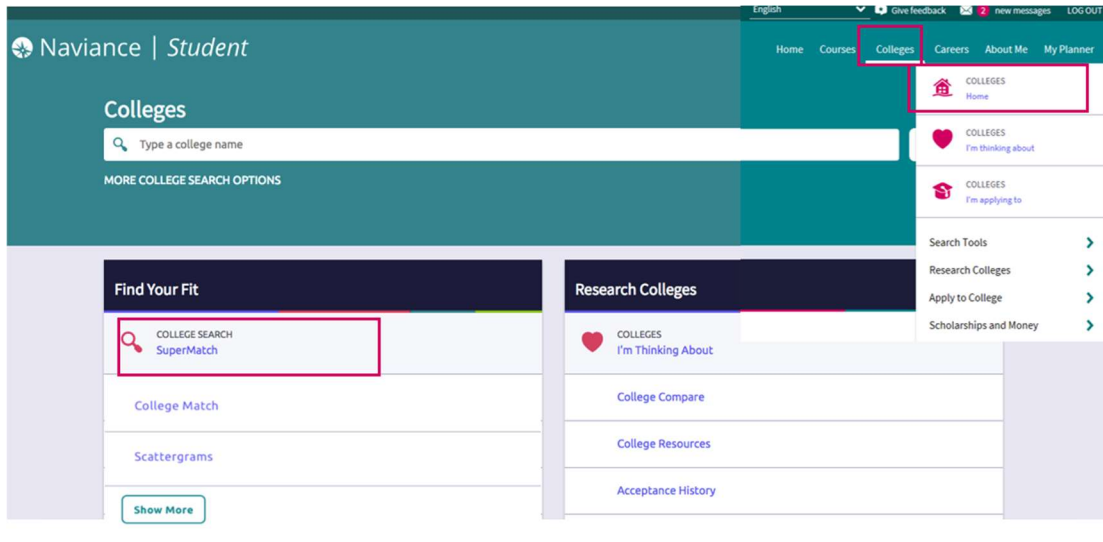 English
Give feedback
2 new messages
LOG OUT
Naviance | Student
Home
Courses
Colleges
Careers
About Me
My Planner
COLLEGES
Home
COLLEGES
I'm thinking about
COLLEGES
I'm applying to
Search Tools
Research Colleges
Apply to College
Scholarships and Money
Colleges
Type a college name
MORE COLLEGE SEARCH OPTIONS
Find Your Fit
COLLEGE SEARCH
SuperMatch
College Match
Scattergrams
Show More
Research Colleges
COLLEGES
I'm Thinking About
College Compare
College Resources
Acceptance History